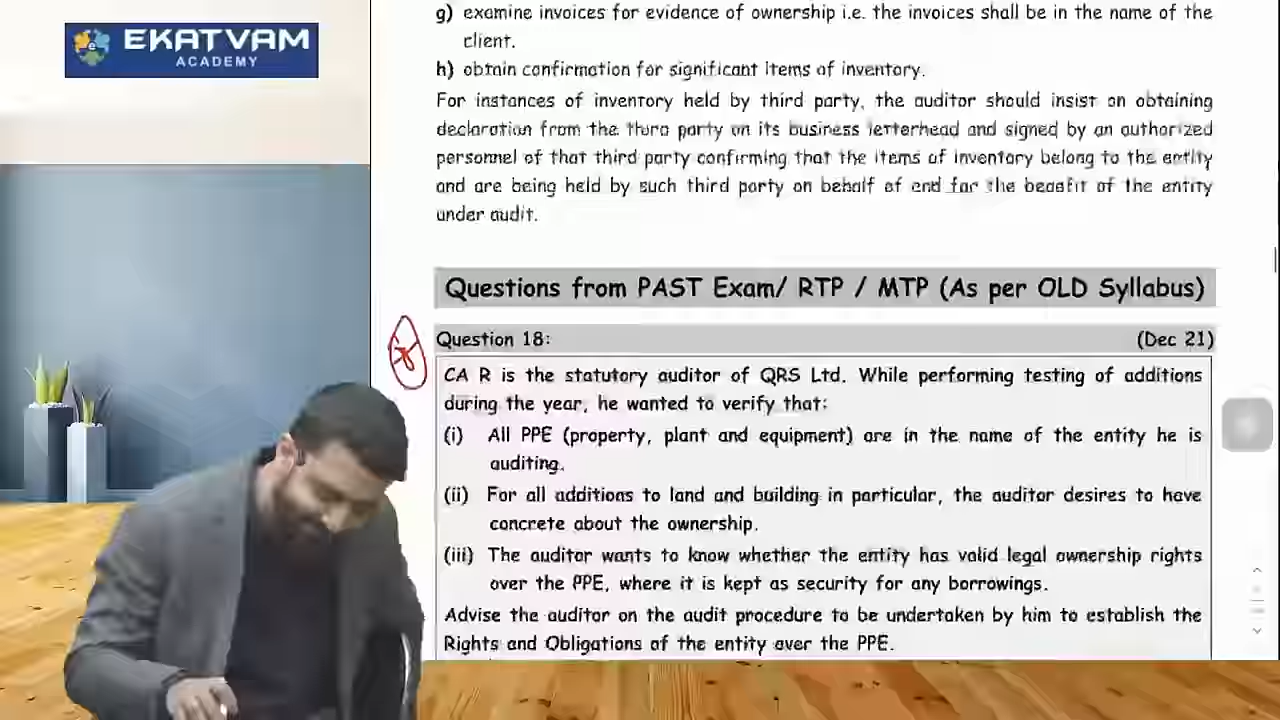 EKATVAM
ACADEMY
g) examine invoices for evidence of ownership i.e. the invoices shall be in the name of the
client.
h) obtain confirmation for significant items of inventory.
For instances of inventory held by third party, the auditor should insist on obtaining
declaration from the third party on its business letterhead and signed by an authorized
personnel of that third party confirming that the items of inventory belong to the entity
and are being held by such third party on behalf of and for the benefit of the entity
under audit.
Questions from PAST Exam/ RTP / MTP (As per OLD Syllabus)
Question 18: (Dec 21)
CA R is the statutory auditor of QRS Ltd. While performing testing of additions
during the year, he wanted to verify that:
(i) All PPE (property, plant and equipment) are in the name of the entity he is
auditing.
(ii) For all additions to land and building in particular, the auditor desires to have
concrete about the ownership.
(iii) The auditor wants to know whether the entity has valid legal ownership rights
over the PPE, where it is kept as security for any borrowings.
Advise the auditor on the audit procedure to be undertaken by him to establish the
Rights and Obligations of the entity over the PPE.